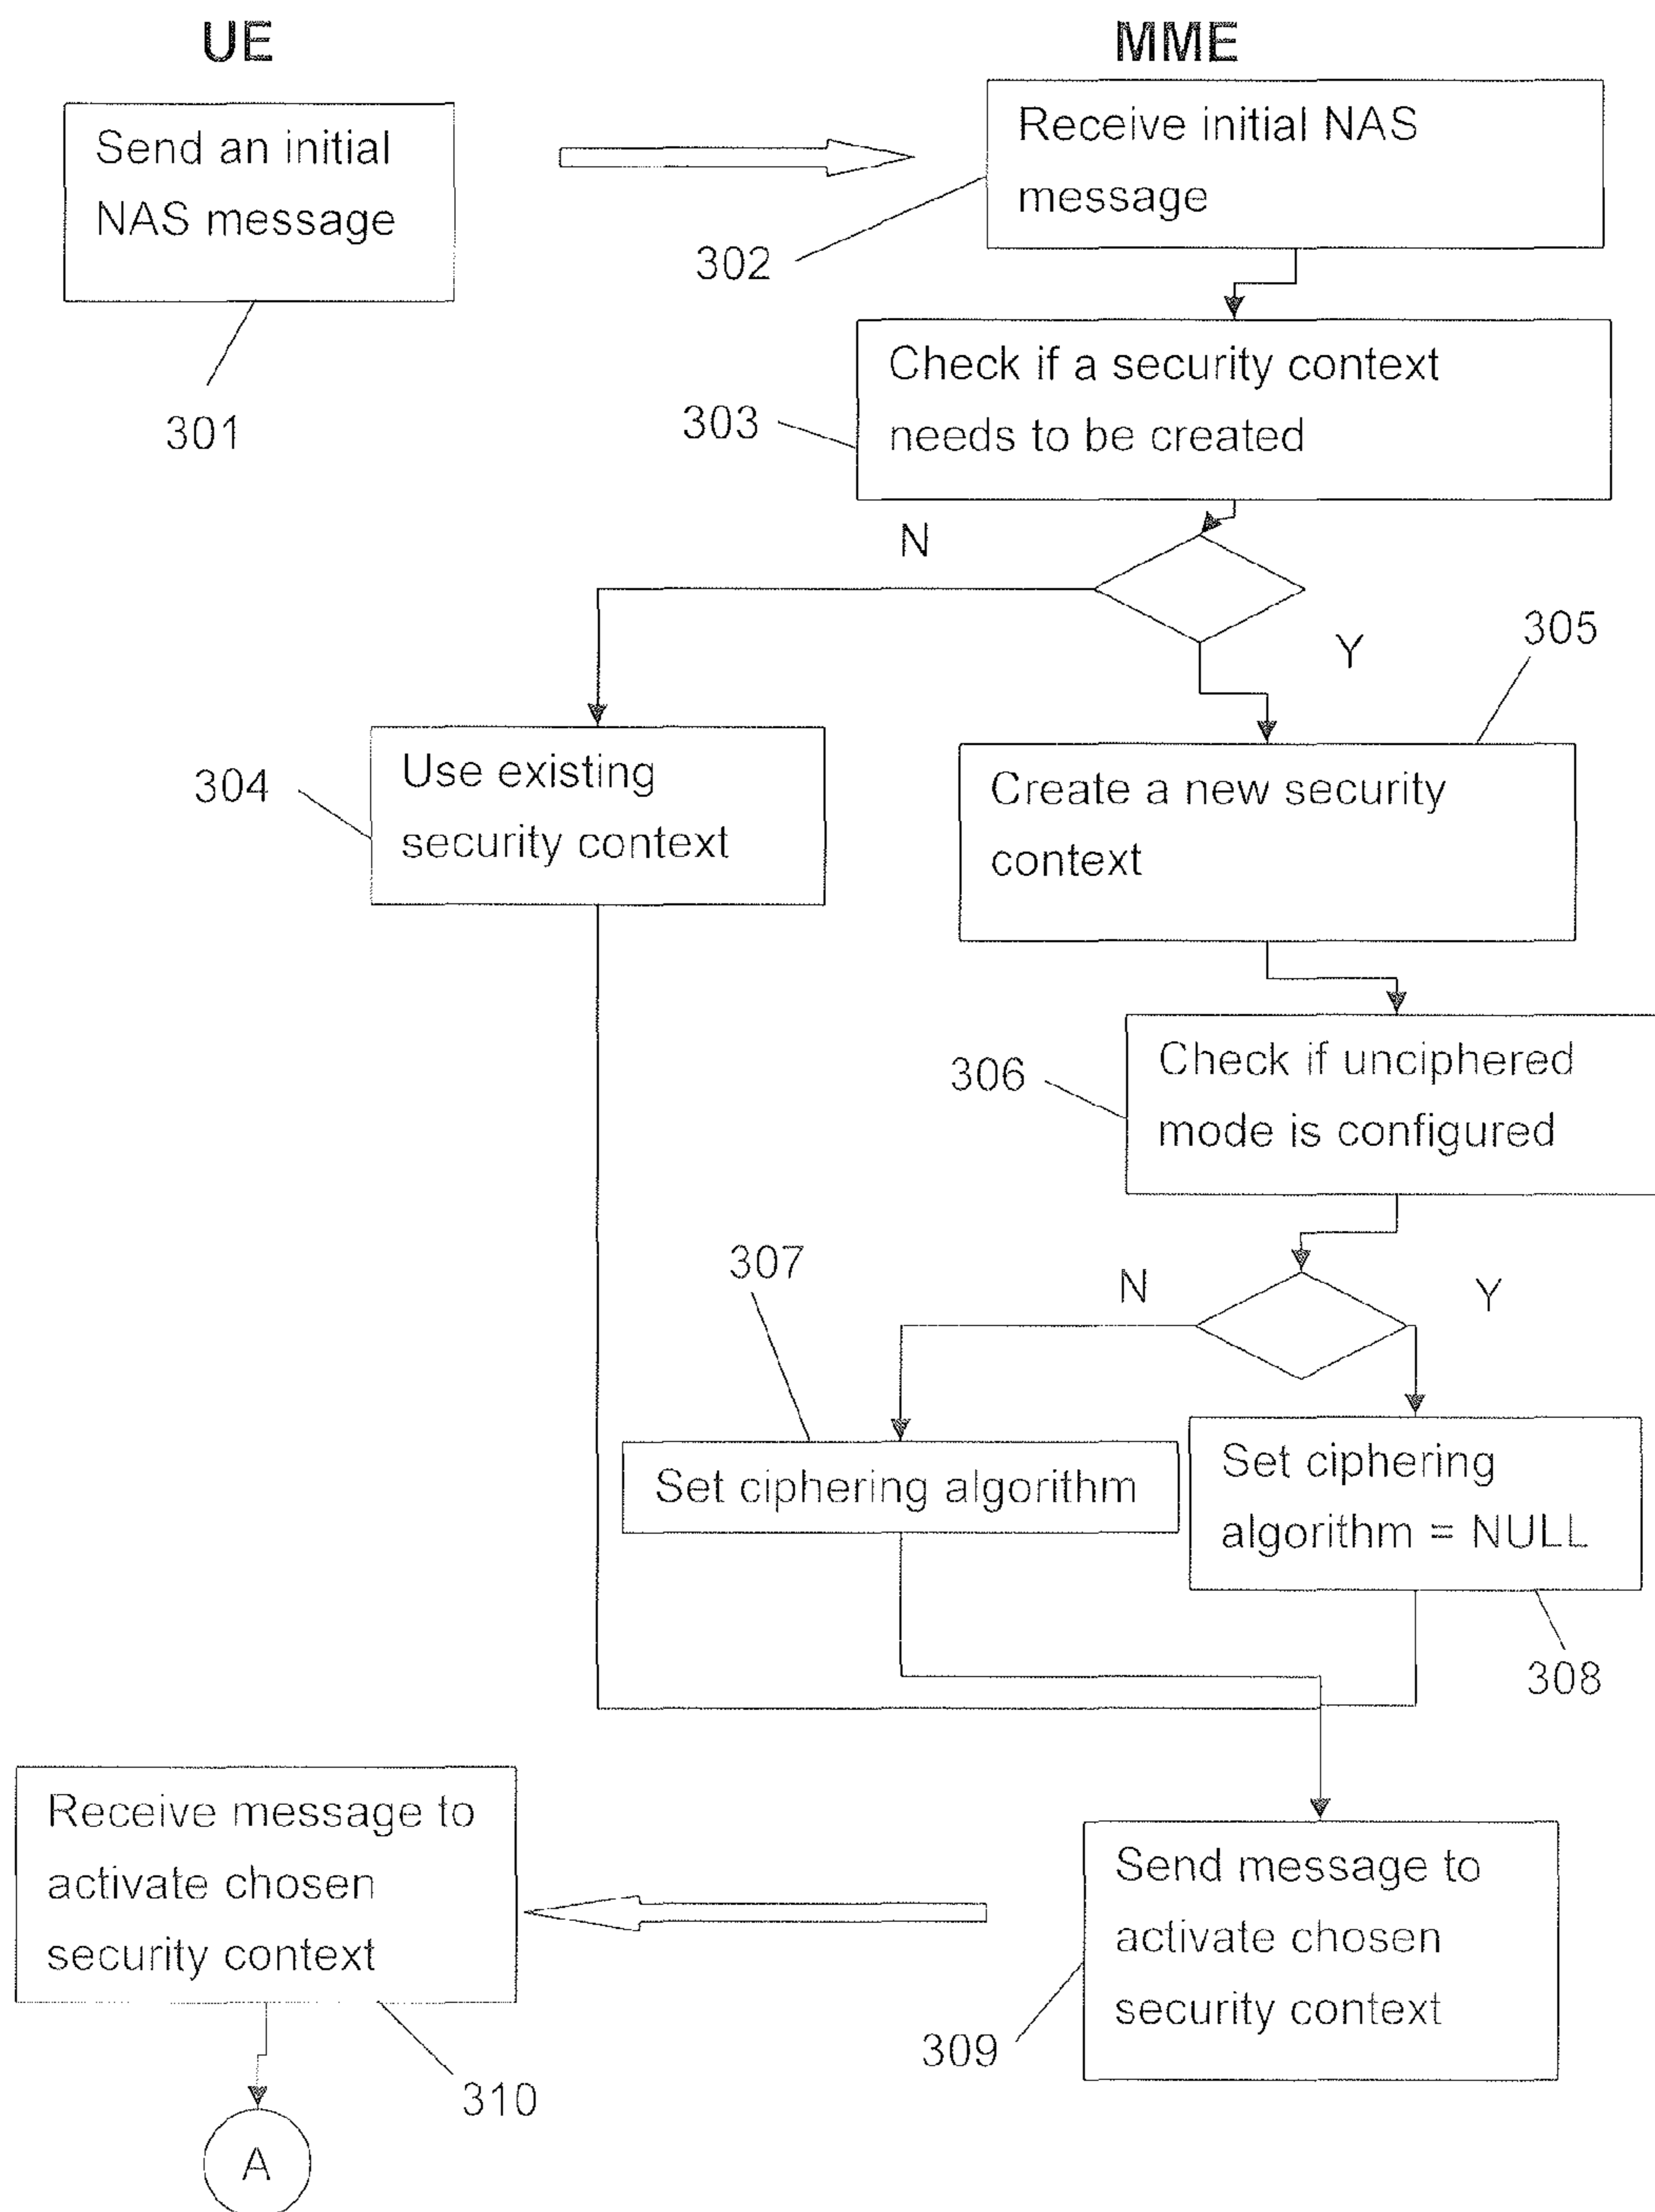 UE
MME
Send an initial
NAS message
Receive initial NAS
message
302
301
Check if a security context
needs to be created
303
N
Y
305
304
Use existing
security context
Create a new security
context
306
Check if unciphered
mode is configured
307
N
Y
Set ciphering algorithm
Set ciphering
algorithm = NULL
308
Receive message to
activate chosen
security context
Send message to
activate chosen
security context
309
310
A